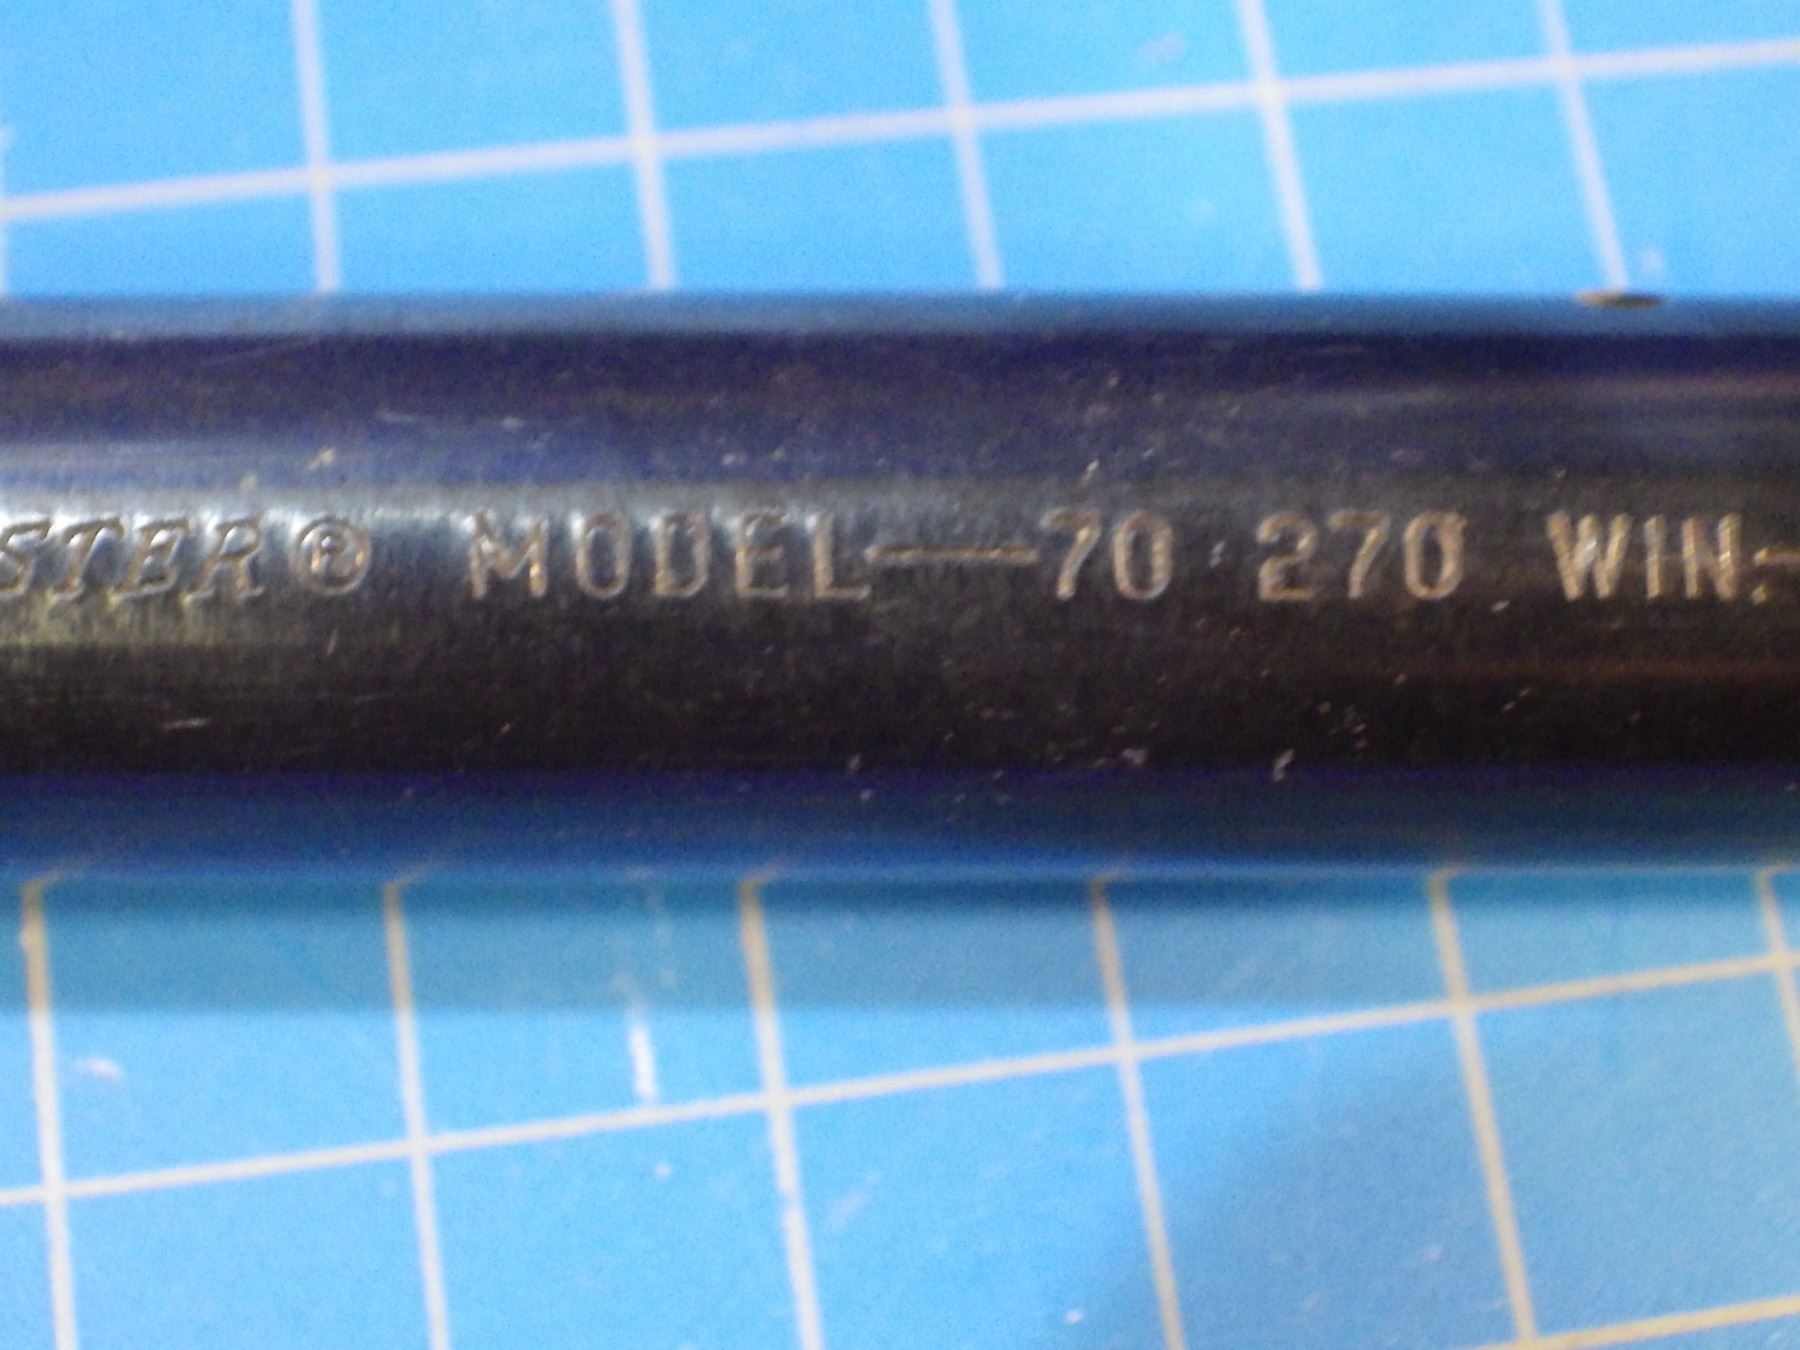 STER® MODEL—70 270 WIN.-